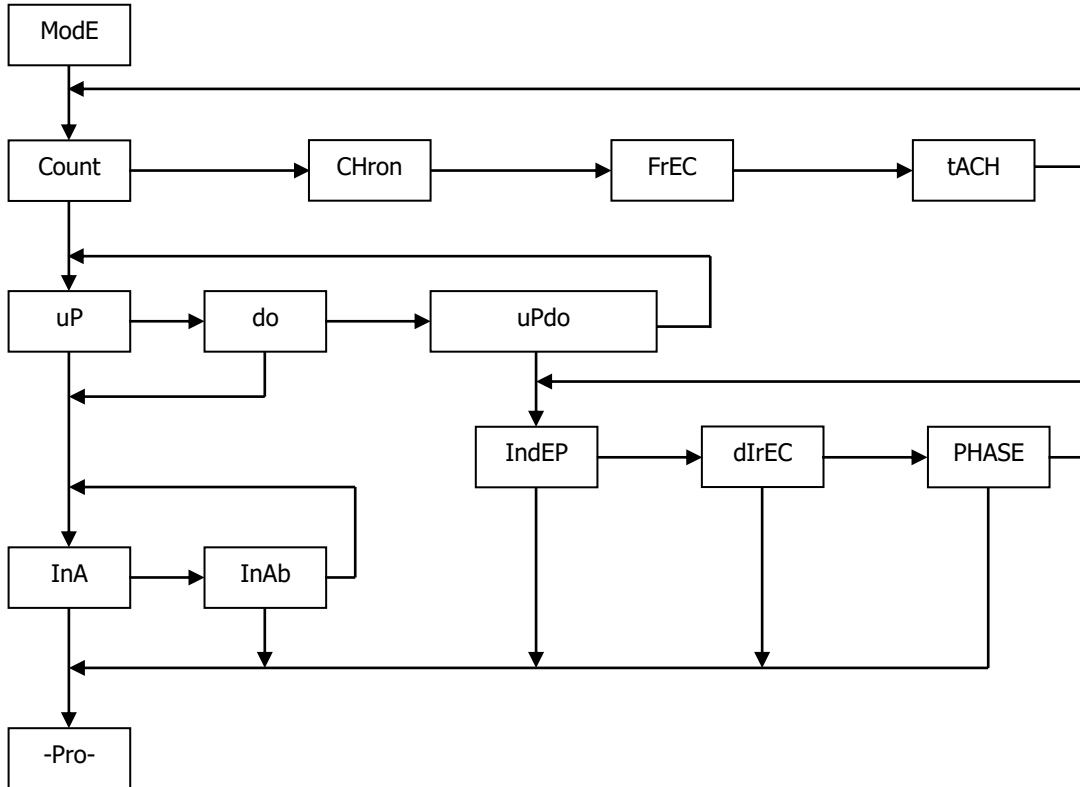 ModE
Count CHron FrEC tACH
uP do uPdo
IndEP dIrEC PHASE
InA InAb
-Pro-